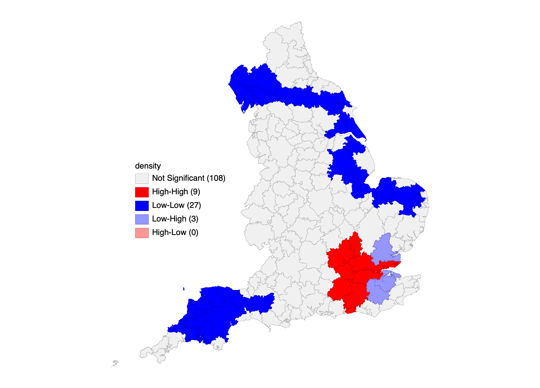 density
Not Significant (108)
High-High (9)
Low-Low (27)
Low-High (3)
High-Low (0)